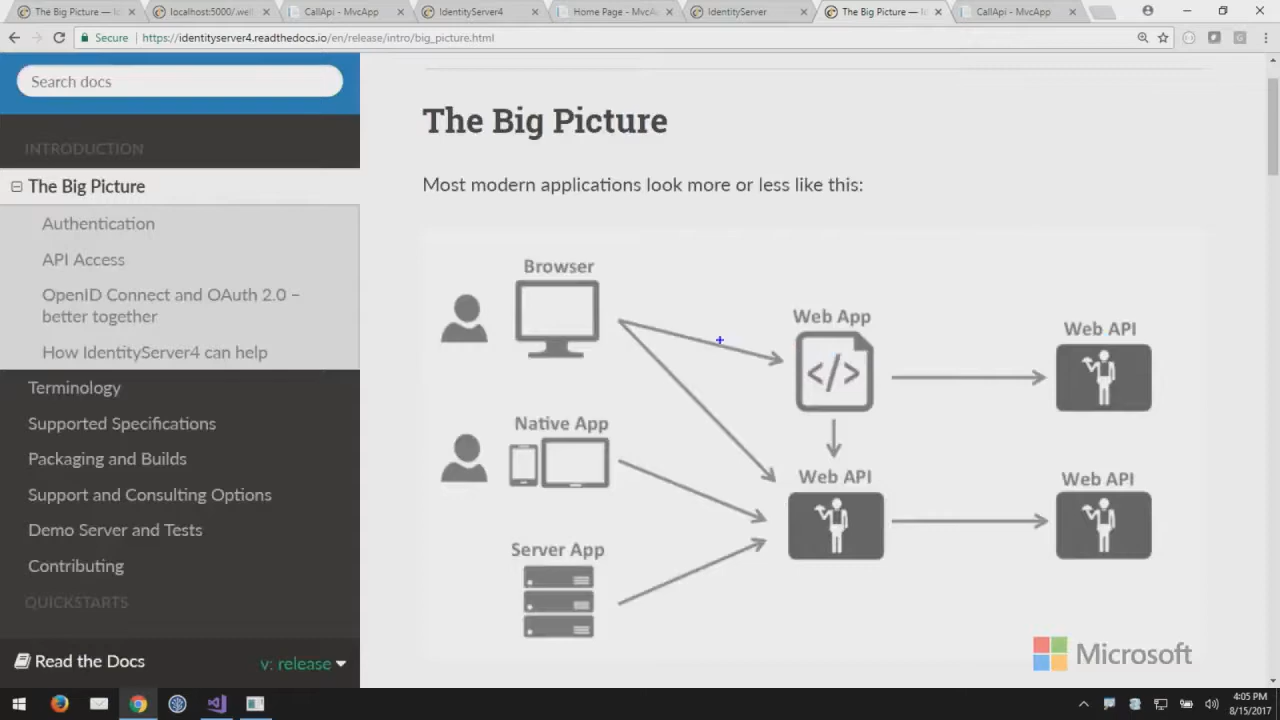 The Big Picture — I
localhost:5000/.well
CallApi - MvcApp
IdentityServer4
Home Page - MvcAp
IdentityServer
The Big Picture — I
CallApi - MvcApp
Secure
https://identityserver4.readthedocs.io/en/release/intro/big_picture.html
Search docs
INTRODUCTION
The Big Picture
Authentication
API Access
OpenID Connect and OAuth 2.0 –
better together
How IdentityServer4 can help
Terminology
Supported Specifications
Packaging and Builds
Support and Consulting Options
Demo Server and Tests
Contributing
QUICKSTARTS
Read the Docs
v: release
The Big Picture
Most modern applications look more or less like this:
Browser
Web App
Web API
Native App
Web API
Web API
Server App
Microsoft
4:05 PM
8/15/2017